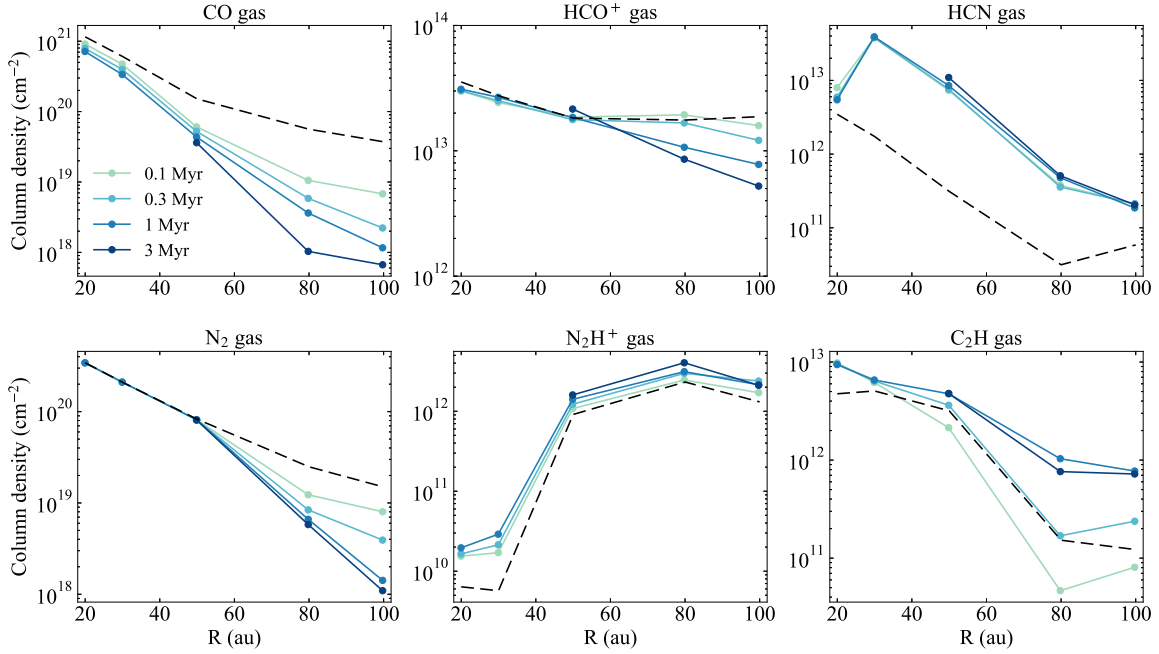 CO gas
HCO⁺ gas
HCN gas
Column density (cm⁻²)
10²¹
10²⁰
10¹⁹
10¹⁸
0.1 Myr
0.3 Myr
1 Myr
3 Myr
20 40 60 80 100
10¹⁴
10¹³
10¹²
20 40 60 80 100
10¹³
10¹²
10¹¹
20 40 60 80 100
N₂ gas
N₂H⁺ gas
C₂H gas
Column density (cm⁻²)
10²⁰
10¹⁹
10¹⁸
20 40 60 80 100
R (au)
10¹²
10¹¹
10¹⁰
20 40 60 80 100
R (au)
10¹³
10¹²
10¹¹
20 40 60 80 100
R (au)